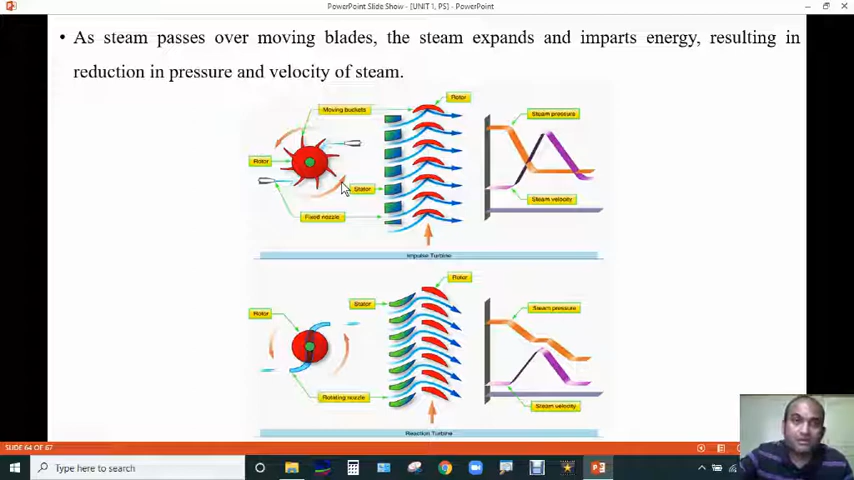 PowerPoint Slide Show - [UNIT 1, PS] - PowerPoint
• As steam passes over moving blades, the steam expands and imparts energy, resulting in
reduction in pressure and velocity of steam.
Rotor
Moving buckets
Steam pressure
Rotor
Stator
Steam velocity
Fixed nozzle
Impulse Turbine
Rotor
Stator
Steam pressure
Rotor
Rotating nozzle
Steam velocity
Reaction Turbine
SLIDE 64 OF 67
Type here to search